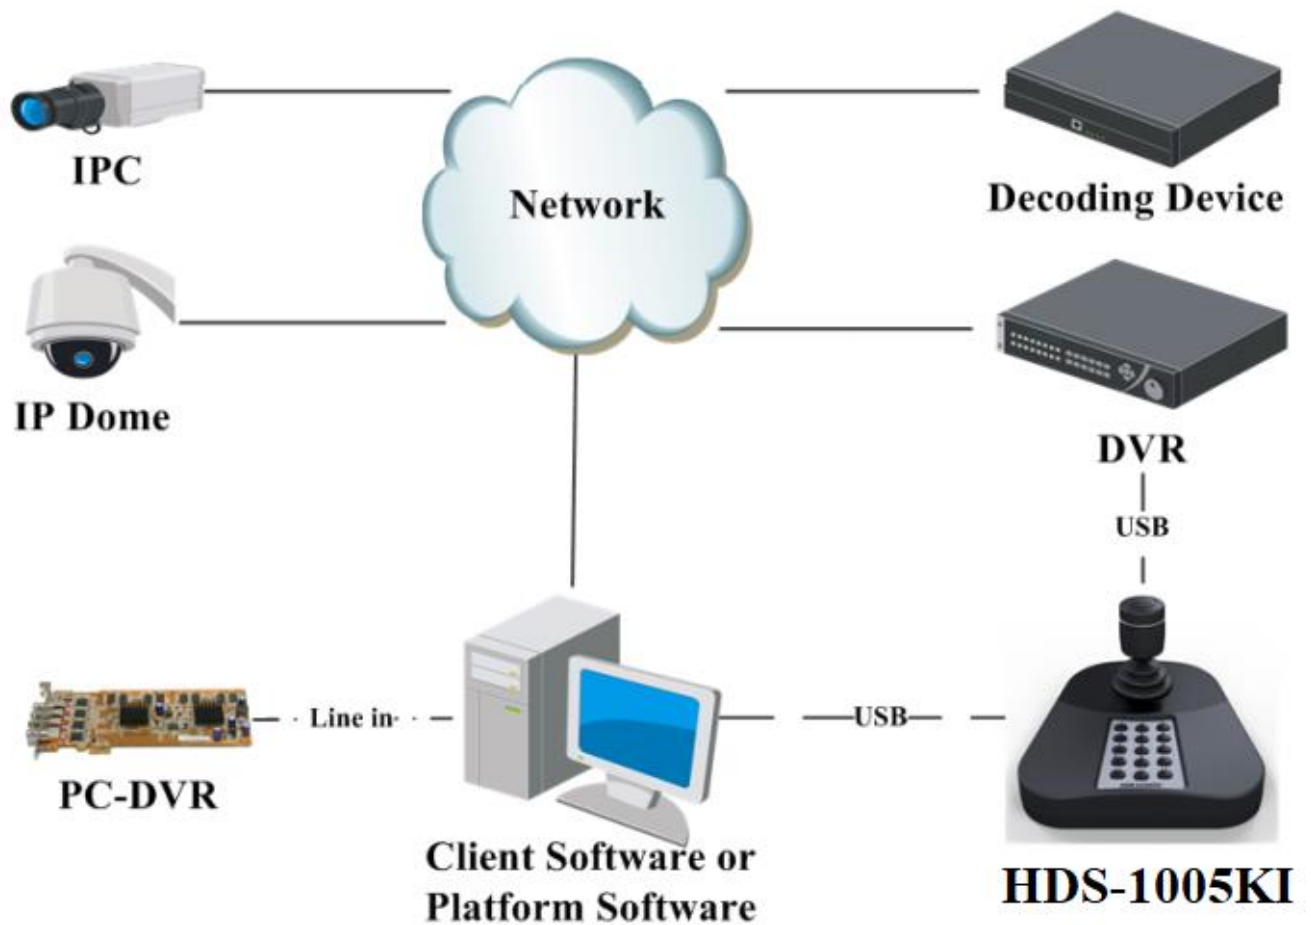 IPC
Network
Decoding Device
IP Dome
DVR
USB
Line in
USB
PC-DVR
Client Software or
Platform Software
HDS-1005KI